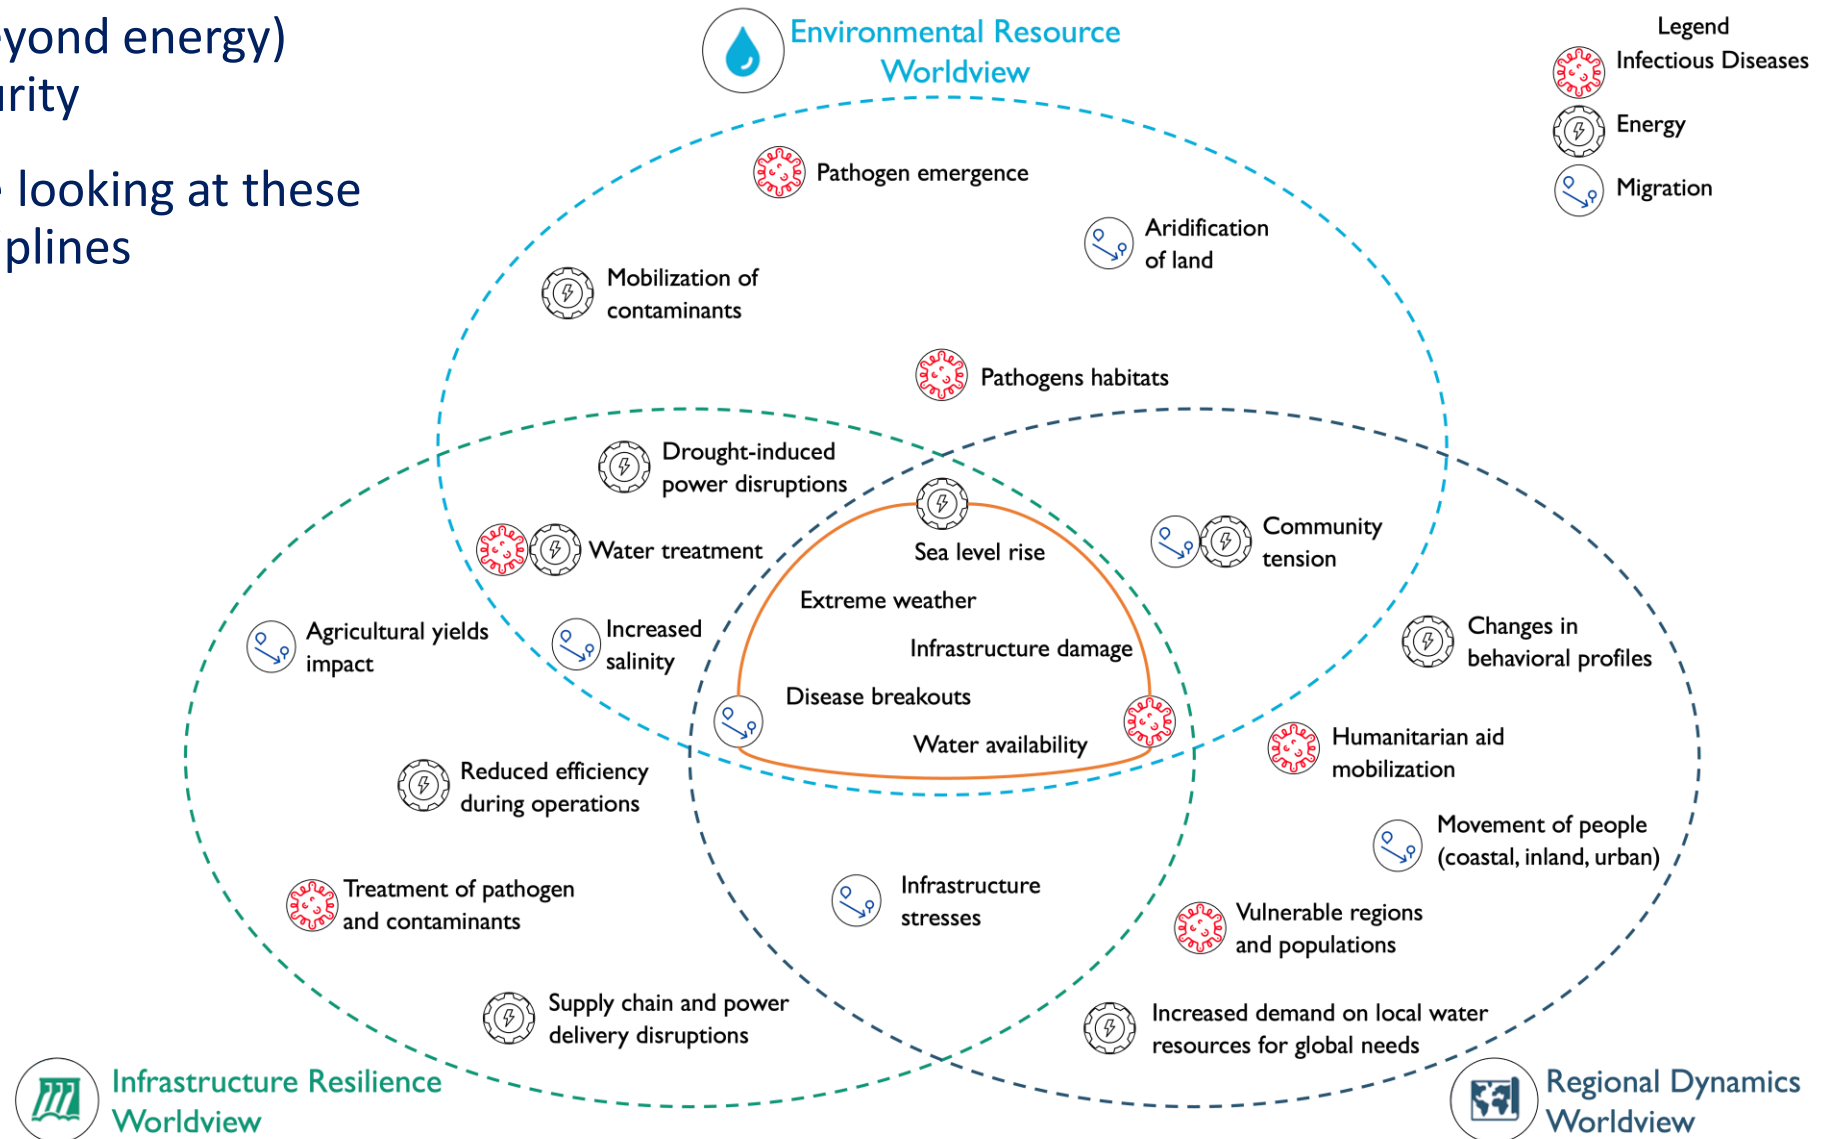 eyond energy)
urity
e looking at these
iplines
Environmental Resource
Worldview
Legend
Infectious Diseases
Energy
Migration
Pathogen emergence
Aridification
of land
Mobilization of
contaminants
Pathogens habitats
Drought-induced
power disruptions
Water treatment
Increased
salinity
Sea level rise
Extreme weather
Infrastructure damage
Disease breakouts
Water availability
Community
tension
Agricultural yields
impact
Reduced efficiency
during operations
Treatment of pathogen
and contaminants
Supply chain and power
delivery disruptions
Infrastructure
stresses
Changes in
behavioral profiles
Humanitarian aid
mobilization
Movement of people
(coastal, inland, urban)
Vulnerable regions
and populations
Increased demand on local water
resources for global needs
Infrastructure Resilience
Worldview
Regional Dynamics
Worldview